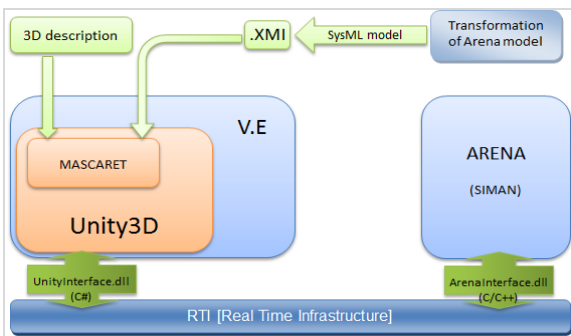 3D description
.XMI
SysML model
Transformation
of Arena model
V.E
MASCARET
Unity3D
ARENA
(SIMAN)
UnityInterface.dll
(C#)
ArenaInterface.dll
(C/C++)
RTI [Real Time Infrastructure]